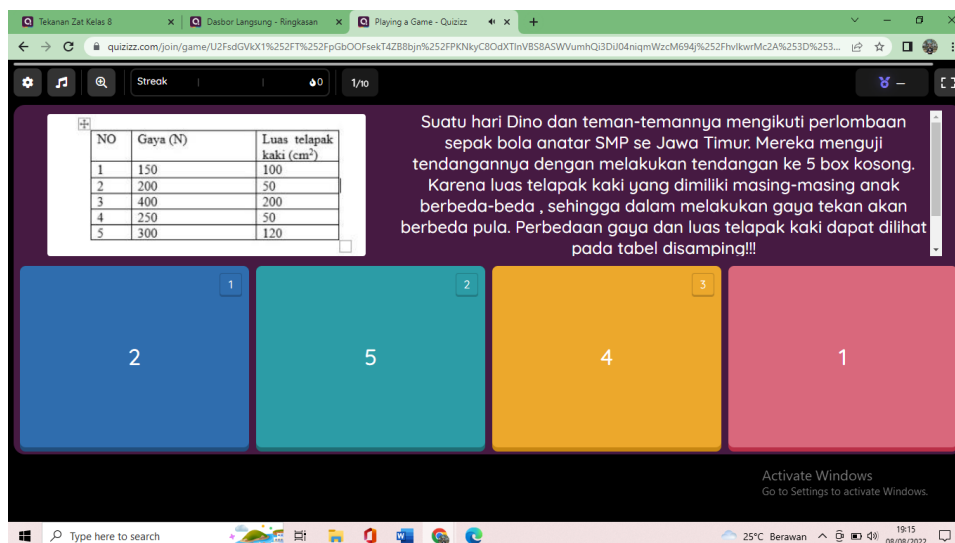 Tekanan Zat Kelas 8
Dasbor Langsung - Ringkasan
Playing a Game - Quizizz
quizizz.com/join/game/U2FsdGVkX1%252FT%252FpGbOOFsekT4ZB8bjn%252FPKNkyC8OdXTlnVBS8ASWVumhQi3DiJ04niqmWzcM694j%252FhvlkwrMc2A%253D%253...
Streak
0
1/10
NO Gaya (N) Luas telapak
kaki (cm²)
1 150 100
2 200 50
3 400 200
4 250 50
5 300 120
Suatu hari Dino dan teman-temannya mengikuti perlombaan
sepak bola anatar SMP se Jawa Timur. Mereka menguji
tendangannya dengan melakukan tendangan ke 5 box kosong.
Karena luas telapak kaki yang dimiliki masing-masing anak
berbeda-beda , sehingga dalam melakukan gaya tekan akan
berbeda pula. Perbedaan gaya dan luas telapak kaki dapat dilihat
pada tabel disamping!!!
1
2
3
2
5
4
1
Activate Windows
Go to Settings to activate Windows.
Type here to search
25°C Berawan
19:15
08/08/2022